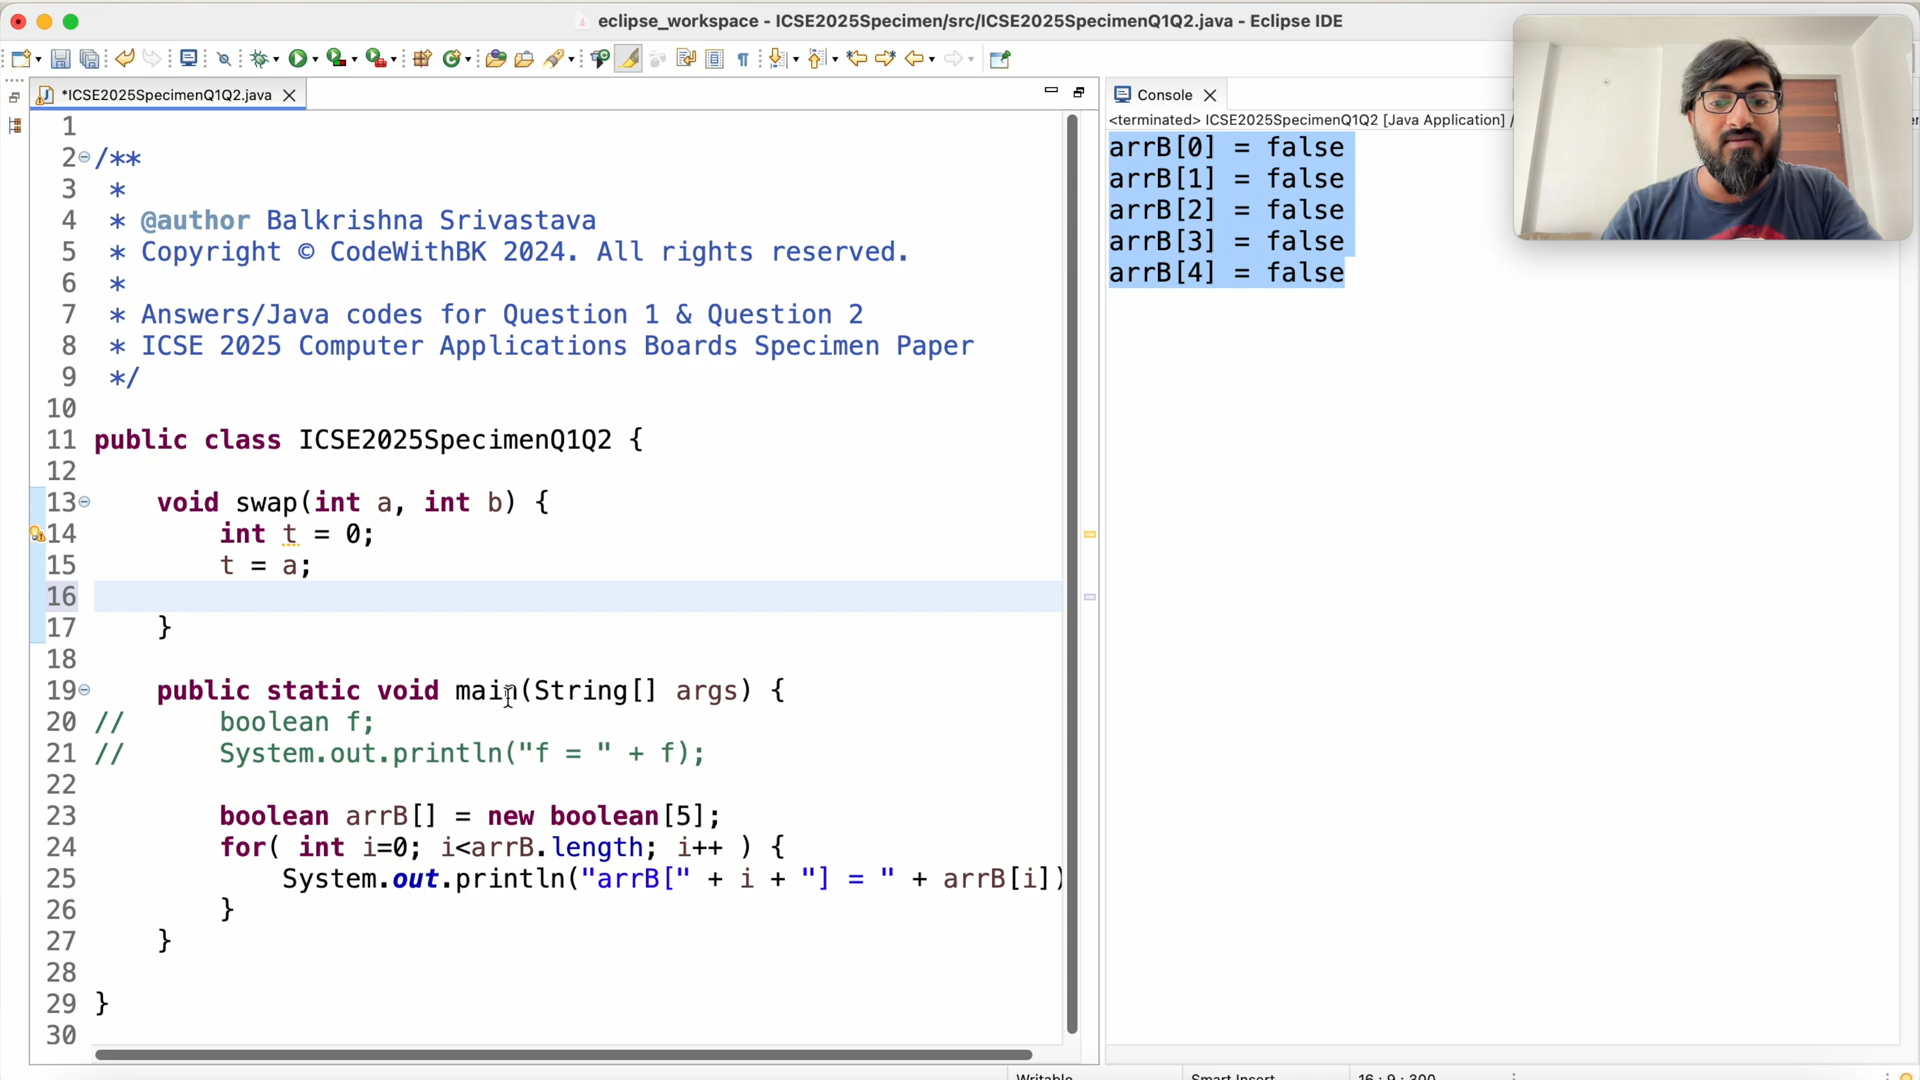 eclipse_workspace - ICSE2025Specimen/src/ICSE2025SpecimenQ1Q2.java - Eclipse IDE
*ICSE2025SpecimenQ1Q2.java
1
2 /**
3 *
4 * @author Balkrishna Srivastava
5 * Copyright © CodeWithBK 2024. All rights reserved.
6 *
7 * Answers/Java codes for Question 1 & Question 2
8 * ICSE 2025 Computer Applications Boards Specimen Paper
9 */
10
11 public class ICSE2025SpecimenQ1Q2 {
12
13 void swap(int a, int b) {
14 int t = 0;
15 t = a;
16
17 }
18
19 public static void main(String[] args) {
20 // boolean f;
21 // System.out.println("f = " + f);
22
23 boolean arrB[] = new boolean[5];
24 for( int i=0; i<arrB.length; i++ ) {
25 System.out.println("arrB[" + i + "] = " + arrB[i])
26 }
27 }
28
29 }
30
Console
<terminated> ICSE2025SpecimenQ1Q2 [Java Application] /
arrB[0] = false
arrB[1] = false
arrB[2] = false
arrB[3] = false
arrB[4] = false
Writable
Smart Insert
16 : 9 : 300